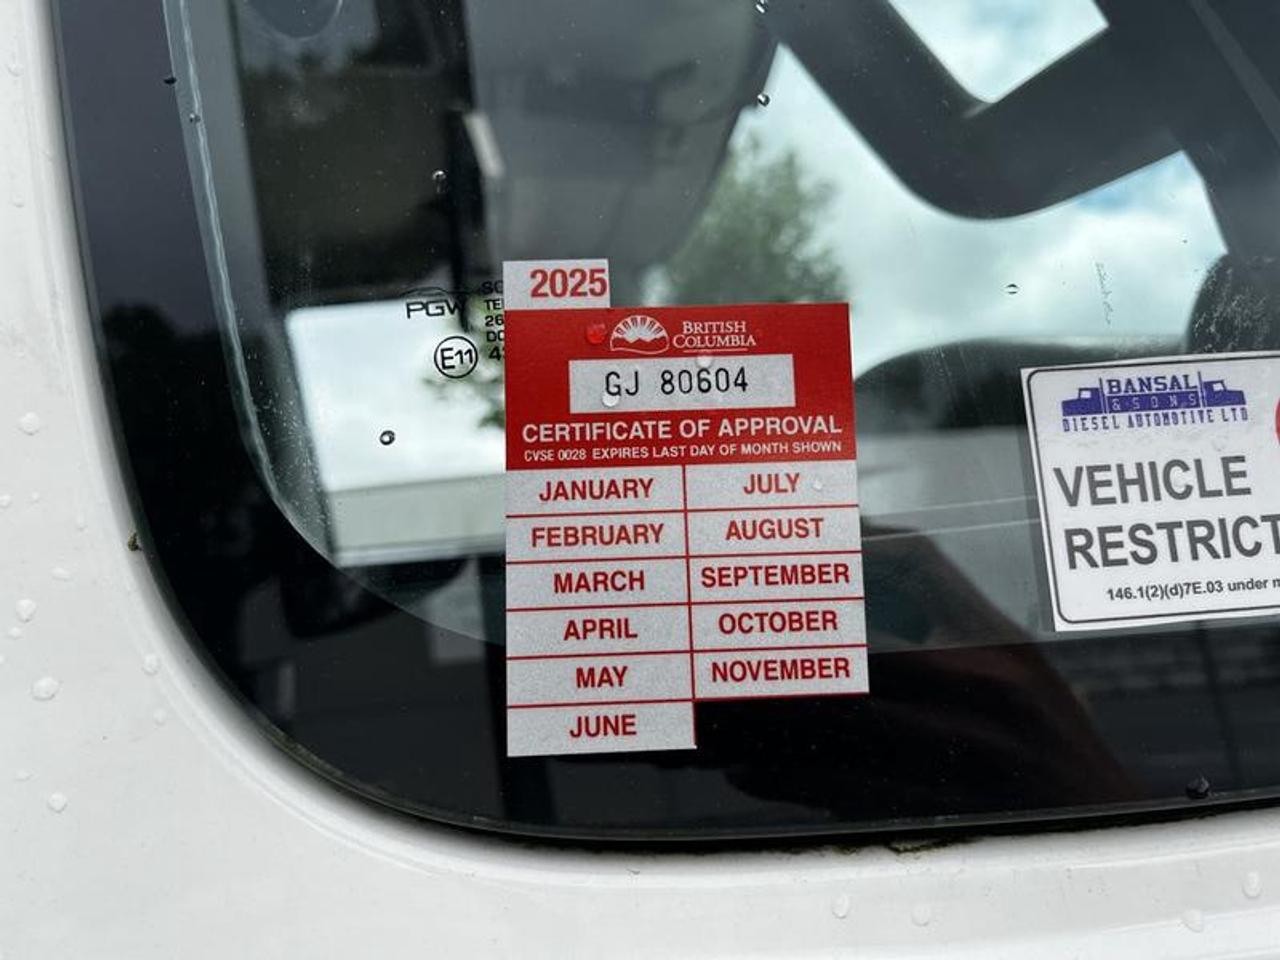 2025
BRITISH
COLUMBIA
GJ 80604
CERTIFICATE OF APPROVAL
CVSE 0028 EXPIRES LAST DAY OF MONTH SHOWN
JANUARY JULY
FEBRUARY AUGUST
MARCH SEPTEMBER
APRIL OCTOBER
MAY NOVEMBER
JUNE
PGW
E11
BANSAL
& SONS
DIESEL AUTOMOTIVE LTD
VEHICLE
RESTRICT
146.1(2)(d)7E.03 under